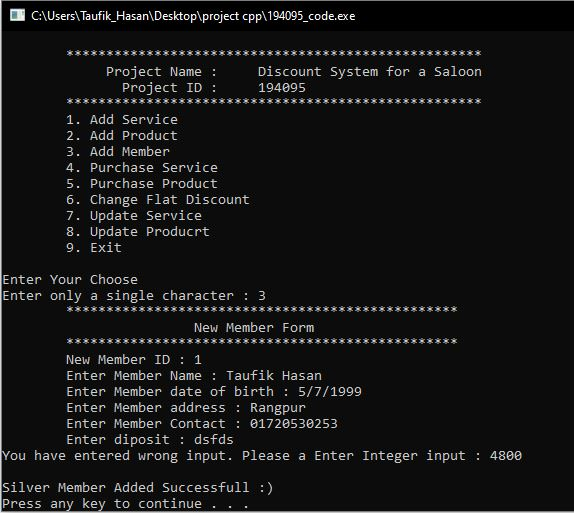 C:\Users\Taufik_Hasan\Desktop\project cpp\194095_code.exe
****************************************************
Project Name : Discount System for a Saloon
Project ID : 194095
****************************************************
1. Add Service
2. Add Product
3. Add Member
4. Purchase Service
5. Purchase Product
6. Change Flat Discount
7. Update Service
8. Update Producrt
9. Exit
Enter Your Choose
Enter only a single character : 3
*************************************************
New Member Form
*************************************************
New Member ID : 1
Enter Member Name : Taufik Hasan
Enter Member date of birth : 5/7/1999
Enter Member address : Rangpur
Enter Member Contact : 01720530253
Enter diposit : dsfds
You have entered wrong input. Please a Enter Integer input : 4800
Silver Member Added Successfull :)
Press any key to continue . . .